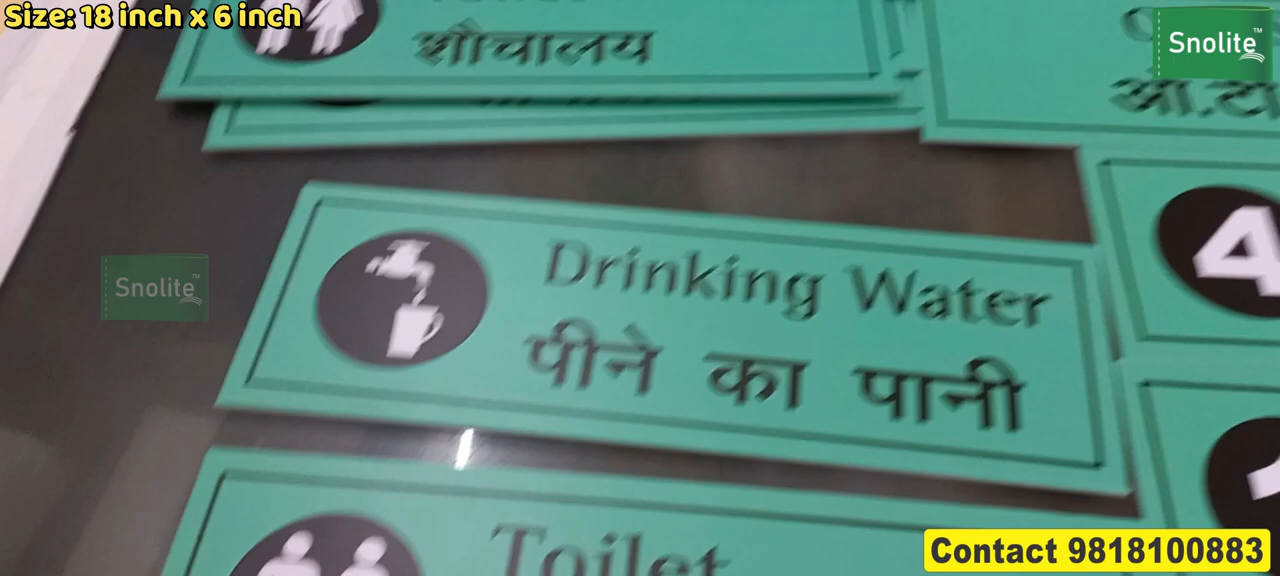 Size: 18 inch x 6 inch
Snolite™
शौचालय
4
Snolite™
Drinking Water
पीने का पानी
Toilet
Contact 9818100883